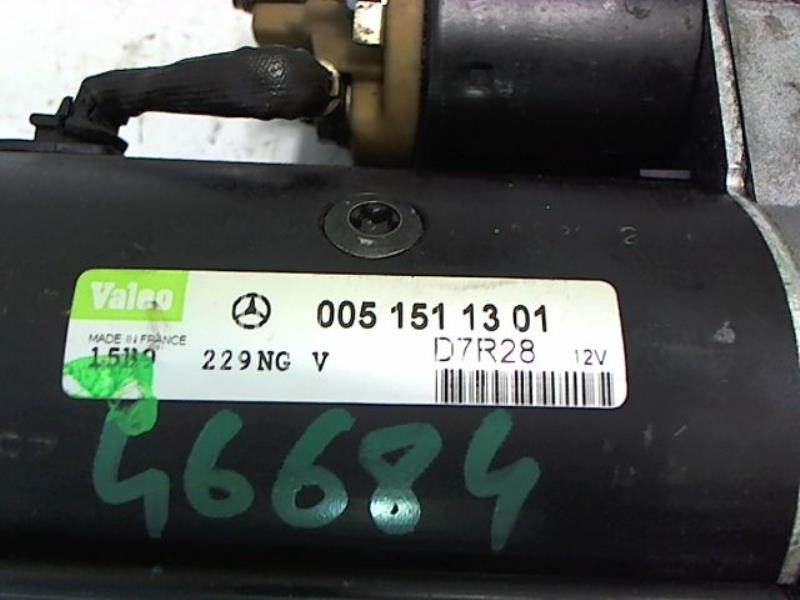 Valeo
005 151 13 01
MADE IN FRANCE
229NG V
D7R28
12V
46684